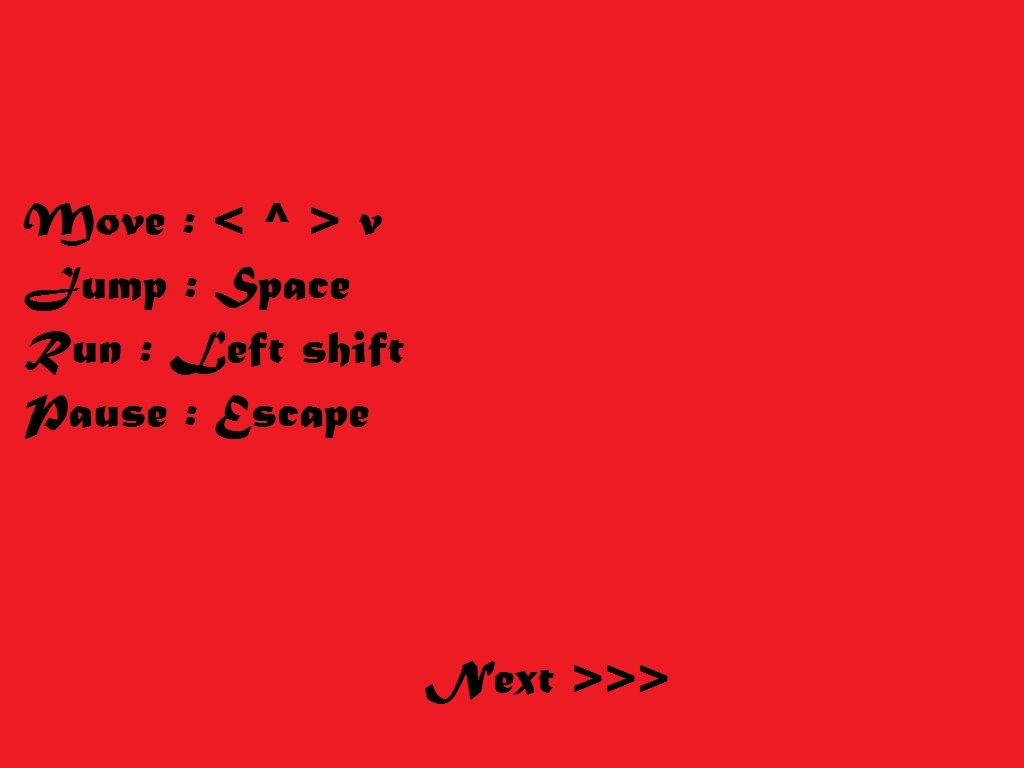 Move : < ^ > v
Jump : Space
Run : Left shift
Pause : Escape
Next >>>